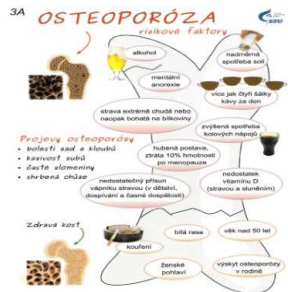 3A
OSTEOPORÓZA
SZÚ
rizikové faktory
alkohol
nadměrná
spotřeba soli
mentální
anorexie
více jak čtyři šálky
kávy za den
strava extrémně chudá nebo
naopak bohatá na bílkoviny
zvýšená spotřeba
kolových nápojů
Projevy osteoporózy
• bolesti zad a kloubů
• kazivost zubů
• časté zlomeniny
• shrbená chůze
hubená postava,
ztráta 10% hmotnosti
po menopauze
nedostatečný přísun
vápníku stravou (v dětství,
dospívání a časné dospělosti)
nedostatek
vitamínu D
(stravou a sluněním)
Zdravá kost
kouření
bílá rasa
věk nad 50 let
ženské
pohlaví
výskyt osteoporózy
v rodině